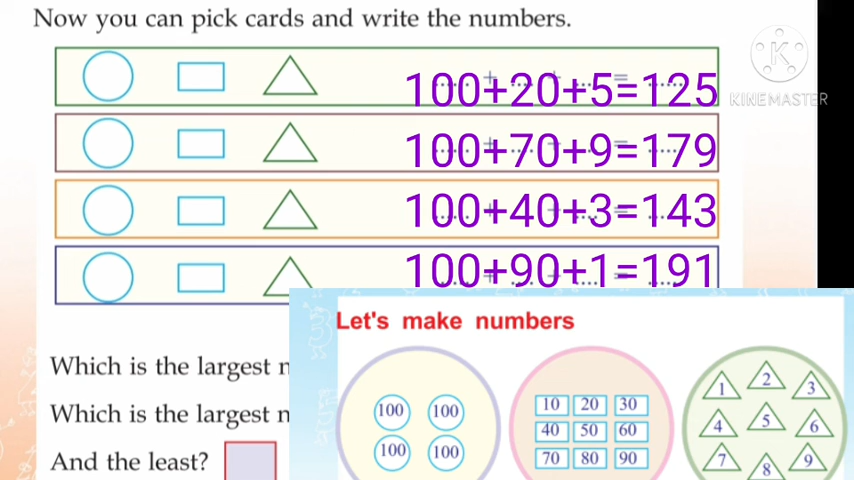 Now you can pick cards and write the numbers.
100+20+5=125
KINEMASTER
100+70+9=179
100+40+3=143
100+90+1=191
Which is the largest
Which is the largest
And the least?
Let's make numbers
100 100
100 100
10 20 30
40 50 60
70 80 90
1 2 3
4 5 6
7 8 9